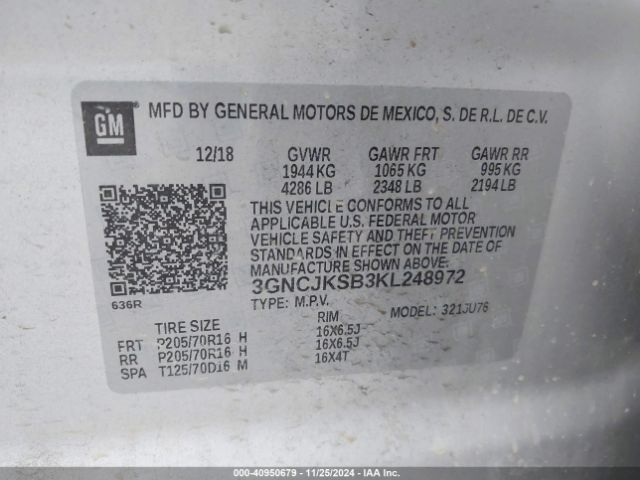 GM ® MFD BY GENERAL MOTORS DE MEXICO, S. DE R.L. DE C.V.
12/18 GVWR GAWR FRT GAWR RR
1944 KG 1065 KG 995 KG
4286 LB 2348 LB 2194 LB
THIS VEHICLE CONFORMS TO ALL
APPLICABLE U.S. FEDERAL MOTOR
VEHICLE SAFETY AND THEFT PREVENTION
STANDARDS IN EFFECT ON THE DATE OF
MANUFACTURE SHOWN ABOVE.
3GNCJKSB3KL248972
636R
TYPE: M.P.V. MODEL: 321JU76
TIRE SIZE RIM
FRT P205/70R16 H 16X6.5J
RR P205/70R16 H 16X6.5J
SPA T125/70D16 M 16X4T
000-40950679 - 11/25/2024 - IAA Inc.